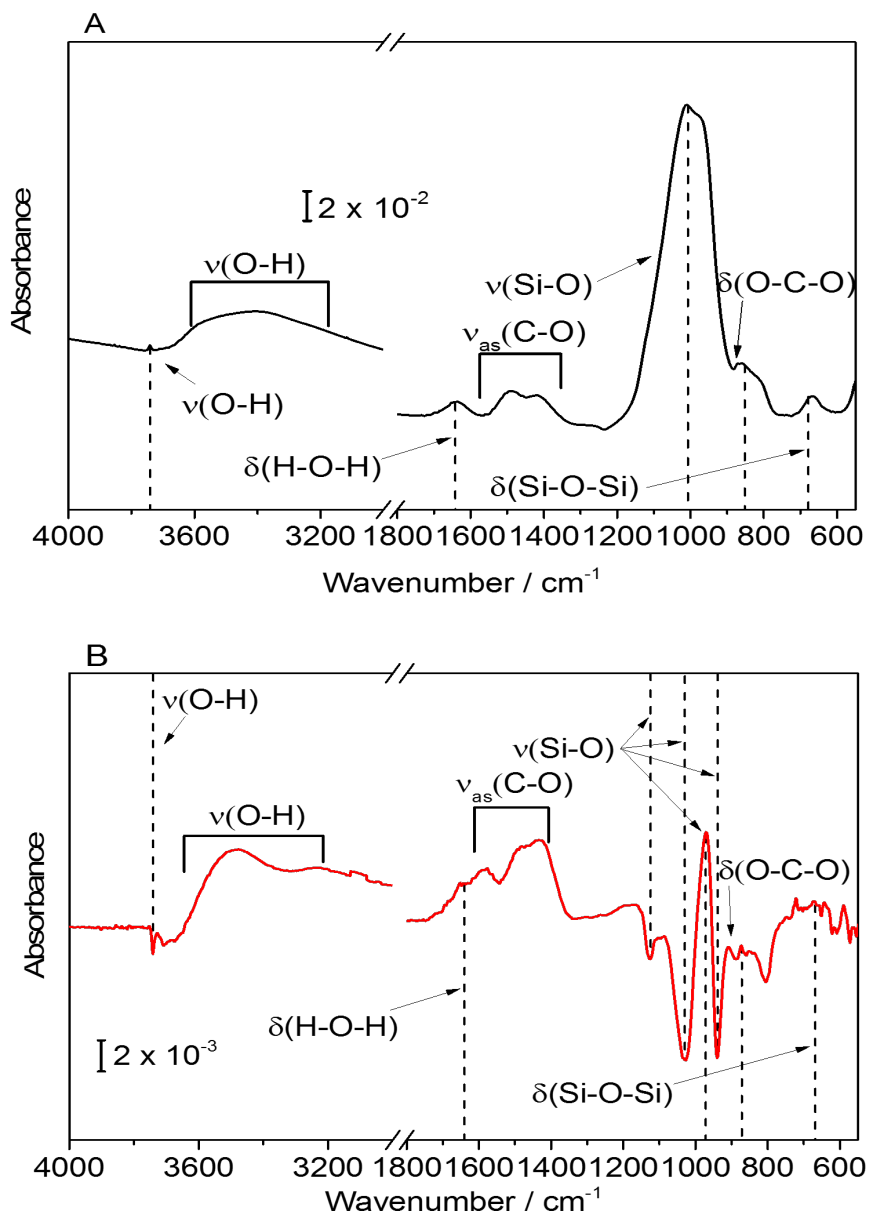 A
2 x 10-2
ν(O-H)
ν(Si-O)
δ(O-C-O)
νas(C-O)
ν(O-H)
δ(H-O-H)
δ(Si-O-Si)
Absorbance
4000 3600 3200 1800 1600 1400 1200 1000 800 600
Wavenumber / cm-1
B
ν(O-H)
ν(Si-O)
νas(C-O)
ν(O-H)
δ(O-C-O)
δ(H-O-H)
2 x 10-3
δ(Si-O-Si)
Absorbance
4000 3600 3200 1800 1600 1400 1200 1000 800 600
Wavenumber / cm-1